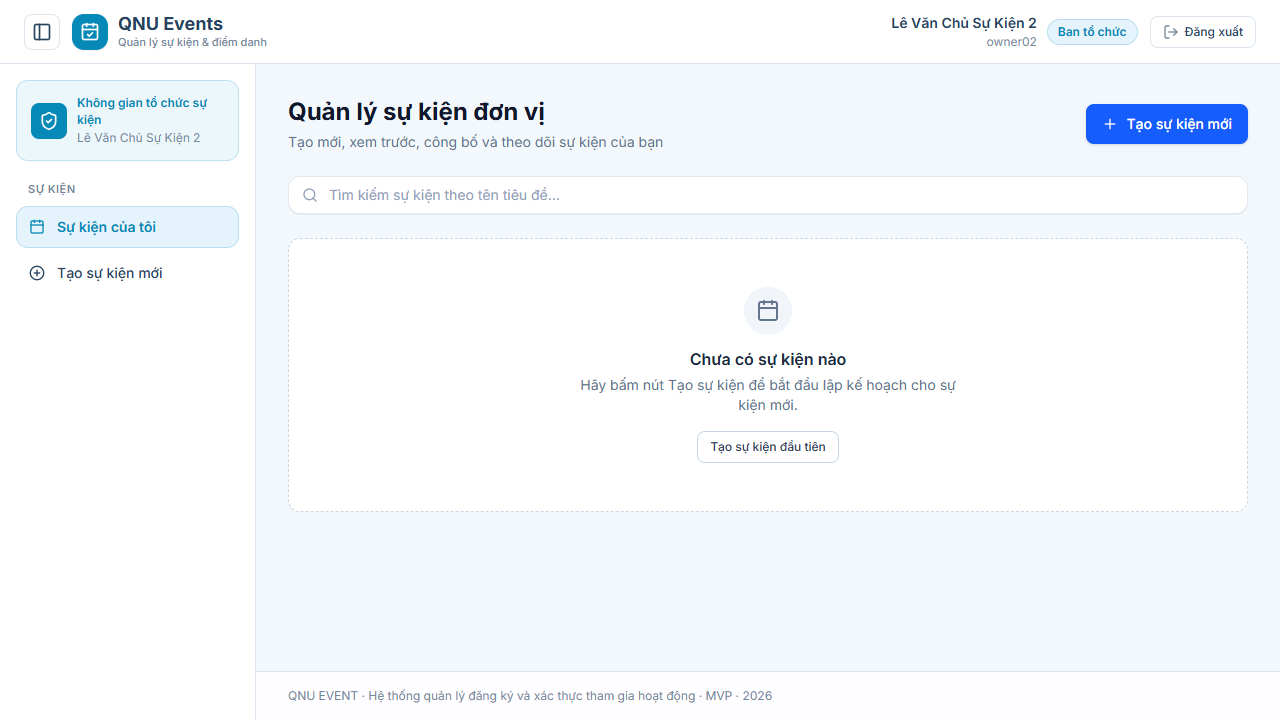 QNU Events
Quản lý sự kiện & điểm danh
Lê Văn Chủ Sự Kiện 2
owner02
Ban tổ chức
Đăng xuất
Không gian tổ chức sự
kiện
Lê Văn Chủ Sự Kiện 2
SỰ KIỆN
Sự kiện của tôi
Tạo sự kiện mới
Quản lý sự kiện đơn vị
Tạo mới, xem trước, công bố và theo dõi sự kiện của bạn
Tạo sự kiện mới
Tìm kiếm sự kiện theo tên tiêu đề...
Chưa có sự kiện nào
Hãy bấm nút Tạo sự kiện để bắt đầu lập kế hoạch cho sự
kiện mới.
Tạo sự kiện đầu tiên
QNU EVENT · Hệ thống quản lý đăng ký và xác thực tham gia hoạt động · MVP · 2026